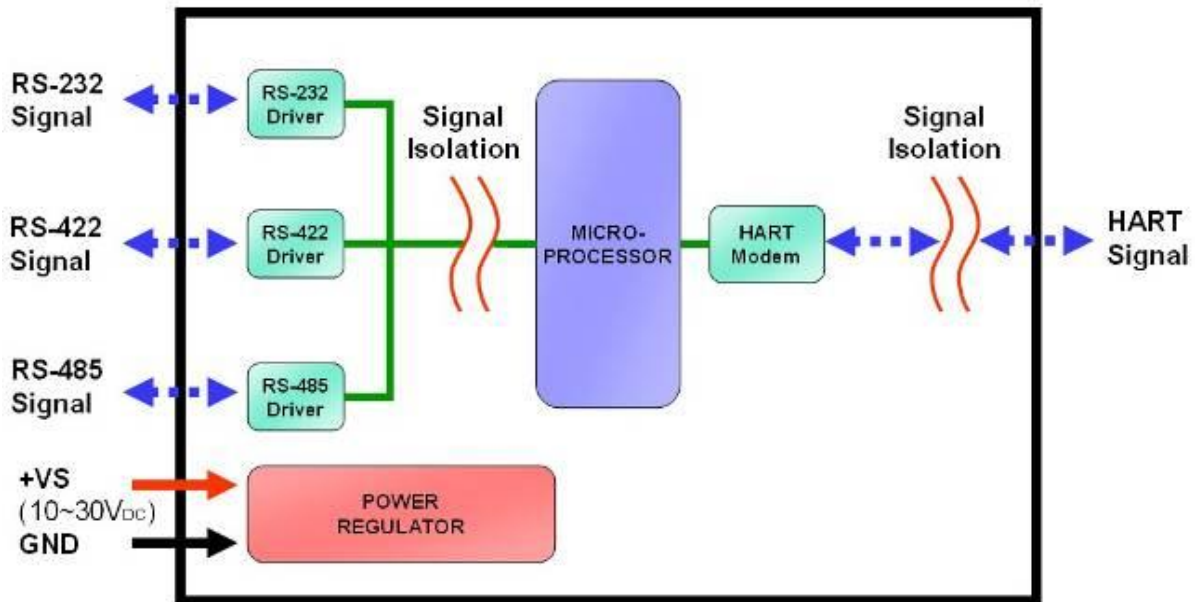 RS-232
Signal
RS-232
Driver
Signal
Isolation
Signal
Isolation
RS-422
Signal
RS-422
Driver
MICRO-
PROCESSOR
HART
Modem
HART
Signal
RS-485
Signal
RS-485
Driver
+VS
(10~30VDC)
GND
POWER
REGULATOR